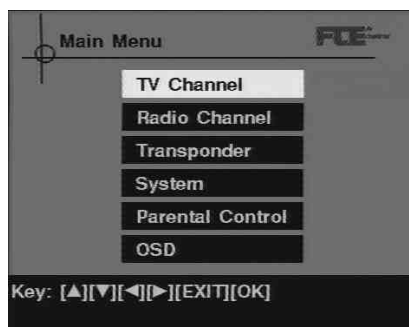 Main Menu
TV Channel
Radio Channel
Transponder
System
Parental Control
OSD
Key: [▲][▼][◄][►][EXIT][OK]